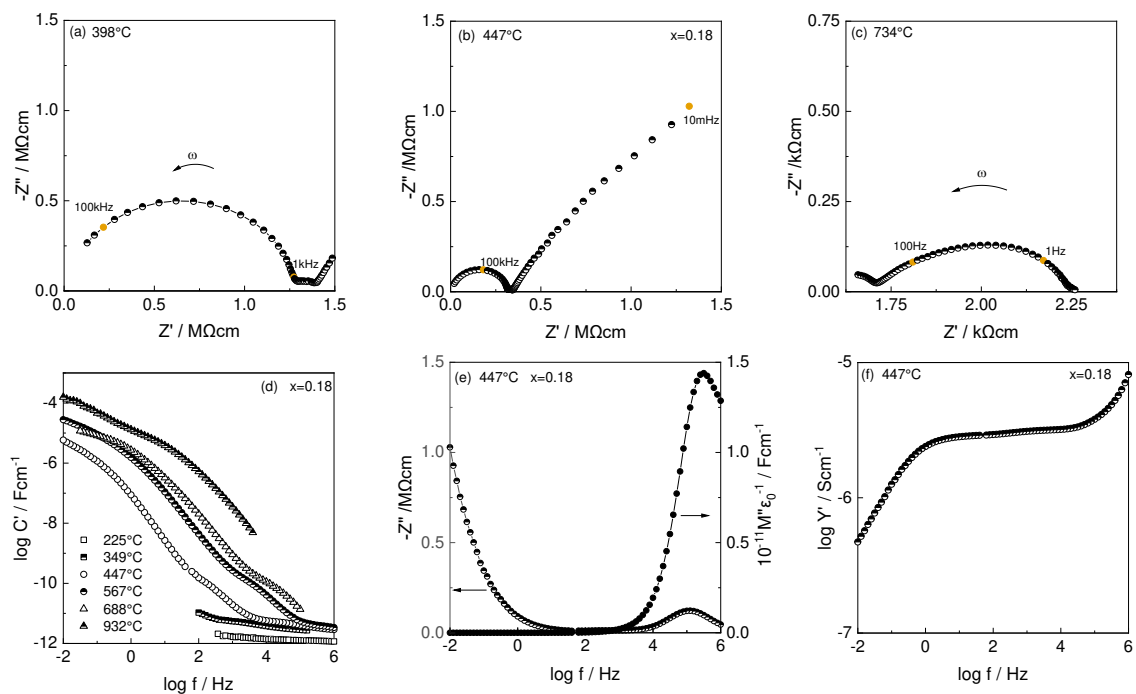 (a) 398°C
-Z'' / MΩcm
1.5
1.0
0.5
0.00
ω
100kHz
1kHz
0.0 0.5 1.0 1.5
Z' / MΩcm
(b) 447°C x=0.18
-Z'' /MΩcm
1.5
1.0
0.5
0.0
10mHz
100kHz
0.0 0.5 1.0 1.5
Z' / MΩcm
(c) 734°C
-Z'' /kΩcm
0.75
0.50
0.25
0.00
ω
100Hz
1Hz
1.75 2.00 2.25
Z' / kΩcm
(d) x=0.18
log C' / Fcm⁻¹
-4
-6
-8
-10
-12
225°C
349°C
447°C
567°C
688°C
932°C
-2 0 2 4 6
log f / Hz
(e) 447°C x=0.18
-Z'' /MΩcm
1.5
1.0
0.5
0.0
10⁻¹¹M''ε₀⁻¹ / Fcm⁻¹
1.5
1.0
0.5
0.0
-2 0 2 4 6
log f / Hz
(f) 447°C x=0.18
log Y' / Scm⁻¹
-5
-6
-7
-2 0 2 4 6
log f / Hz